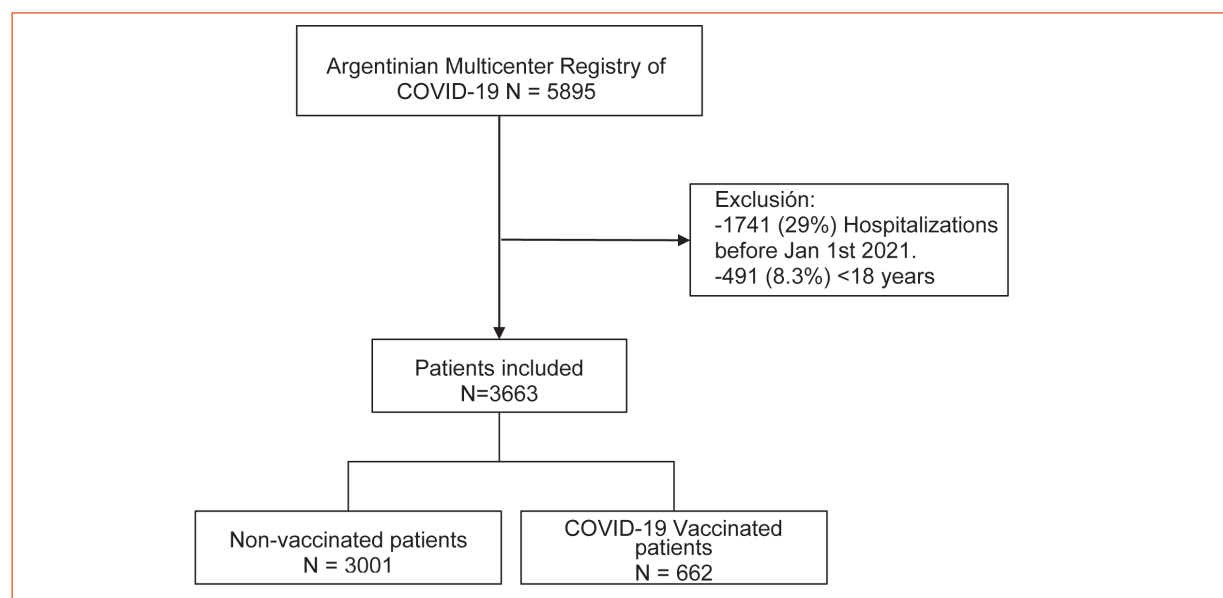 Argentinian Multicenter Registry of
COVID-19 N = 5895
Exclusión:
-1741 (29%) Hospitalizations
before Jan 1st 2021.
-491 (8.3%) <18 years
Patients included
N=3663
Non-vaccinated patients
N = 3001
COVID-19 Vaccinated
patients
N = 662